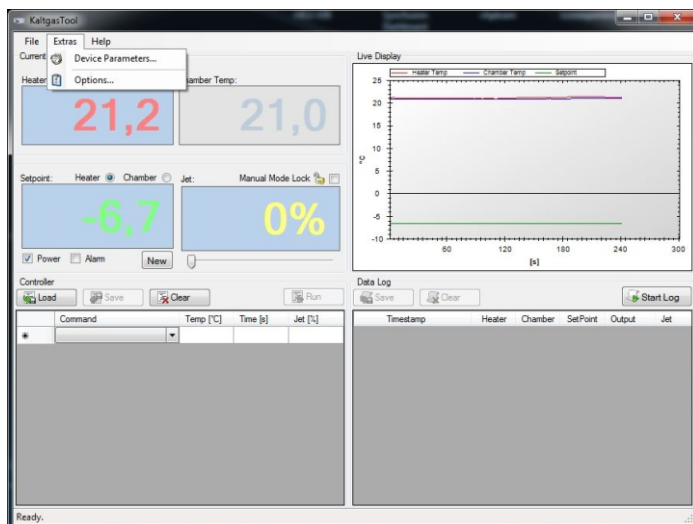 KaltgasTool
File Extras Help
Device Parameters...
Options...
Current
Heater
hamber Temp:
21,2
21,0
Setpoint: Heater Chamber Jet: Manual Mode Lock
-6,7
0%
Power Alarm New
Live Display
Heater Temp Chamber Temp Setpoint
25
20
15
10
5
0
-5
-10
°C
60 120 180 240 300
[s]
Controller
Load Save Clear Run
Command Temp [°C] Time [s] Jet [%]
Data Log
Save Clear Start Log
Timestamp Heater Chamber SetPoint Output Jet
Ready.